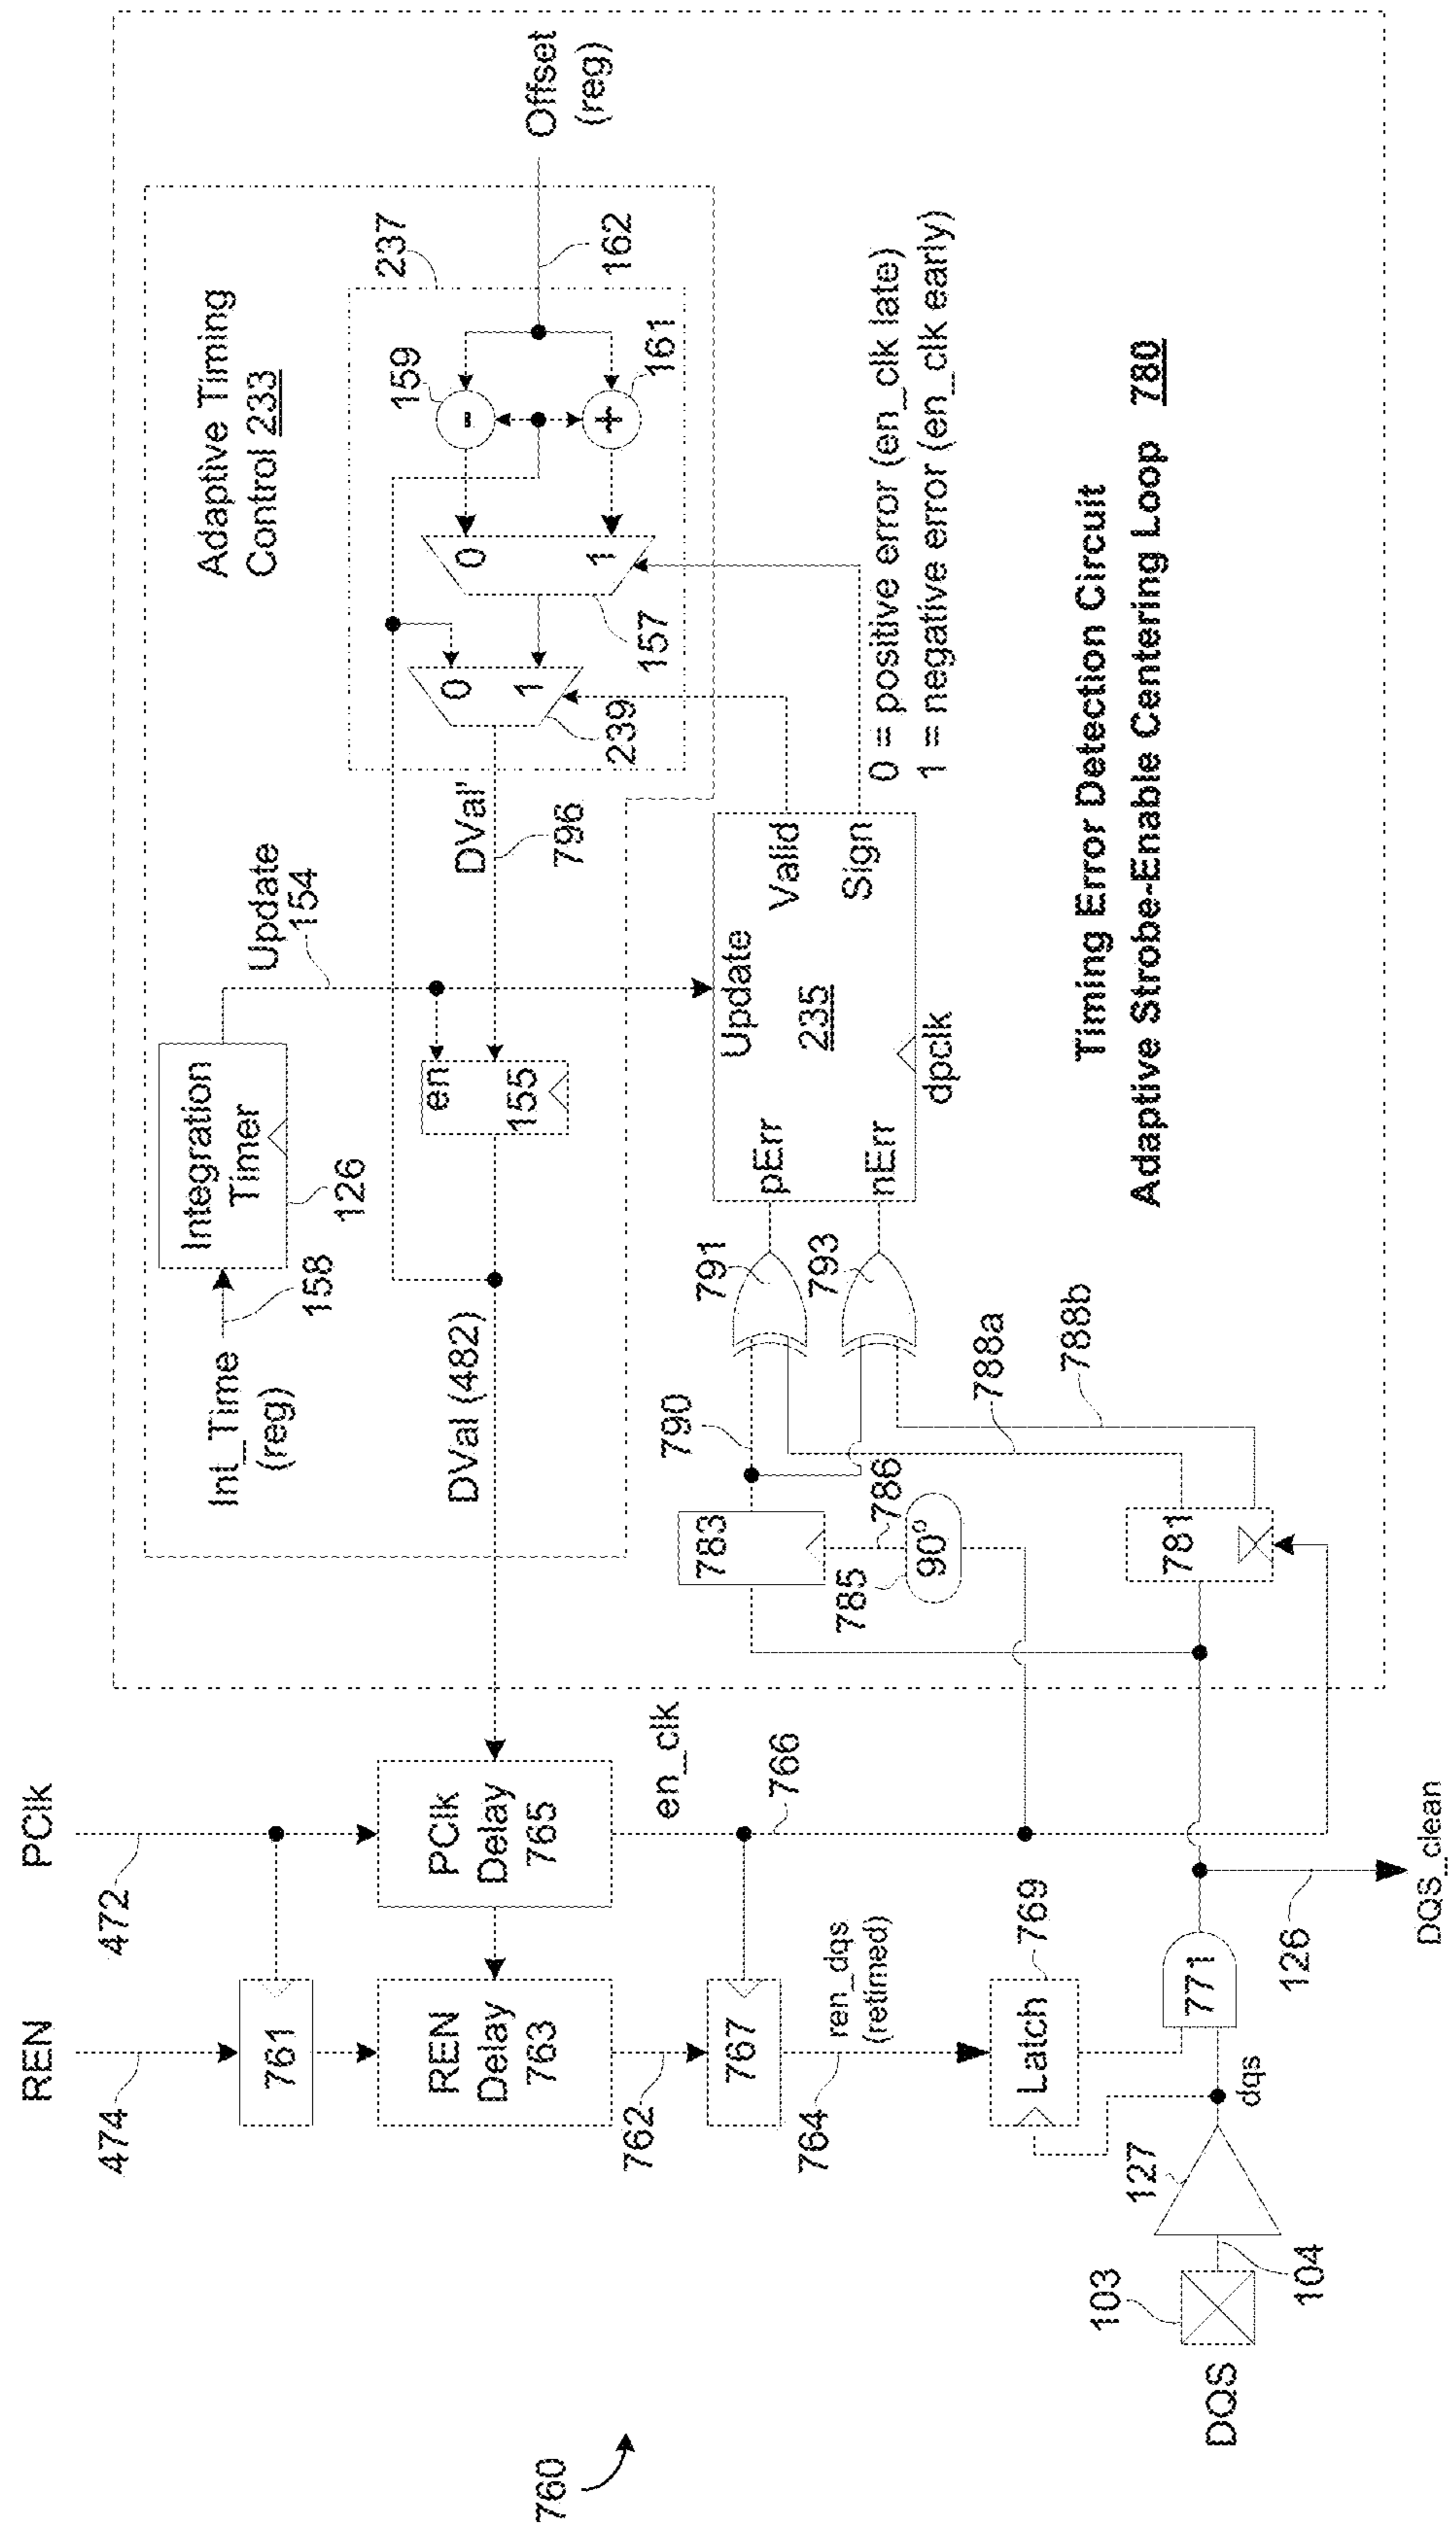 760
REN
PClk
474
472
761
REN
Delay
763
PClk
Delay
765
762
en_clk
767
766
764
ren_dqs
(retimed)
Latch
769
DQS
103
104
127
dqs
771
126
DQS_clean
Adaptive Timing
Control 233
Int_Time
(reg)
158
Integration
Timer
126
Update
154
DVal (482)
en
155
DVal'
796
237
0
1
239
0
1
157
-
159
+
161
162
Offset
(reg)
783
785
90°
786
790
781
788a
788b
791
793
pErr
nErr
Update
235
dpclk
Valid
Sign
0 = positive error (en_clk late)
1 = negative error (en_clk early)
Timing Error Detection Circuit
Adaptive Strobe-Enable Centering Loop 780